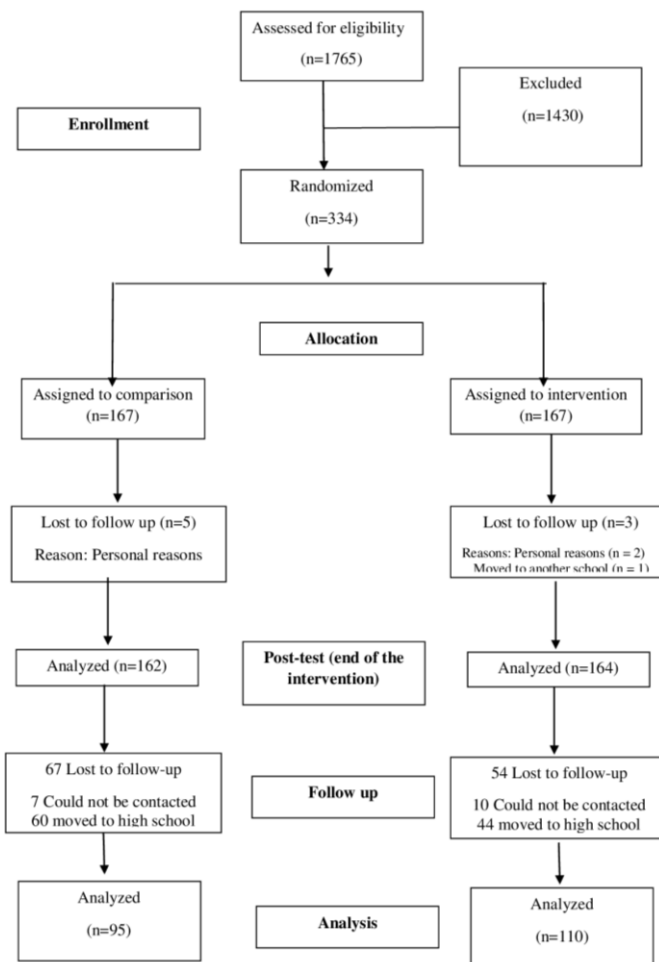 Assessed for eligibility
(n=1765)
Excluded
(n=1430)
Enrollment
Randomized
(n=334)
Allocation
Assigned to comparison
(n=167)
Assigned to intervention
(n=167)
Lost to follow up (n=5)
Reason: Personal reasons
Lost to follow up (n=3)
Reasons: Personal reasons (n = 2)
Moved to another school (n = 1)
Analyzed (n=162)
Post-test (end of the
intervention)
Analyzed (n=164)
67 Lost to follow-up
7 Could not be contacted
60 moved to high school
Follow up
54 Lost to follow-up
10 Could not be contacted
44 moved to high school
Analyzed
(n=95)
Analysis
Analyzed
(n=110)